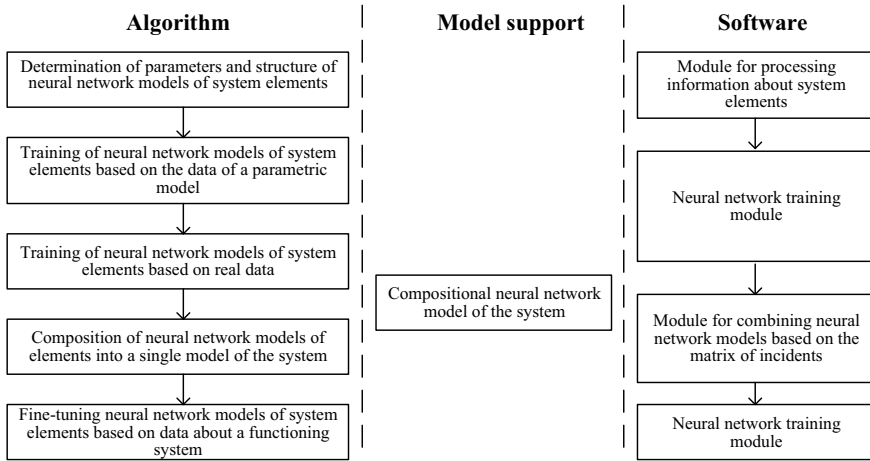 Algorithm
Determination of parameters and structure of
neural network models of system elements
Training of neural network models of system
elements based on the data of a parametric
model
Training of neural network models of system
elements based on real data
Composition of neural network models of
elements into a single model of the system
Fine-tuning neural network models of system
elements based on data about a functioning
system
Model support
Compositional neural network
model of the system
Software
Module for processing
information about system
elements
Neural network training
module
Module for combining neural
network models based on the
matrix of incidents
Neural network training
module